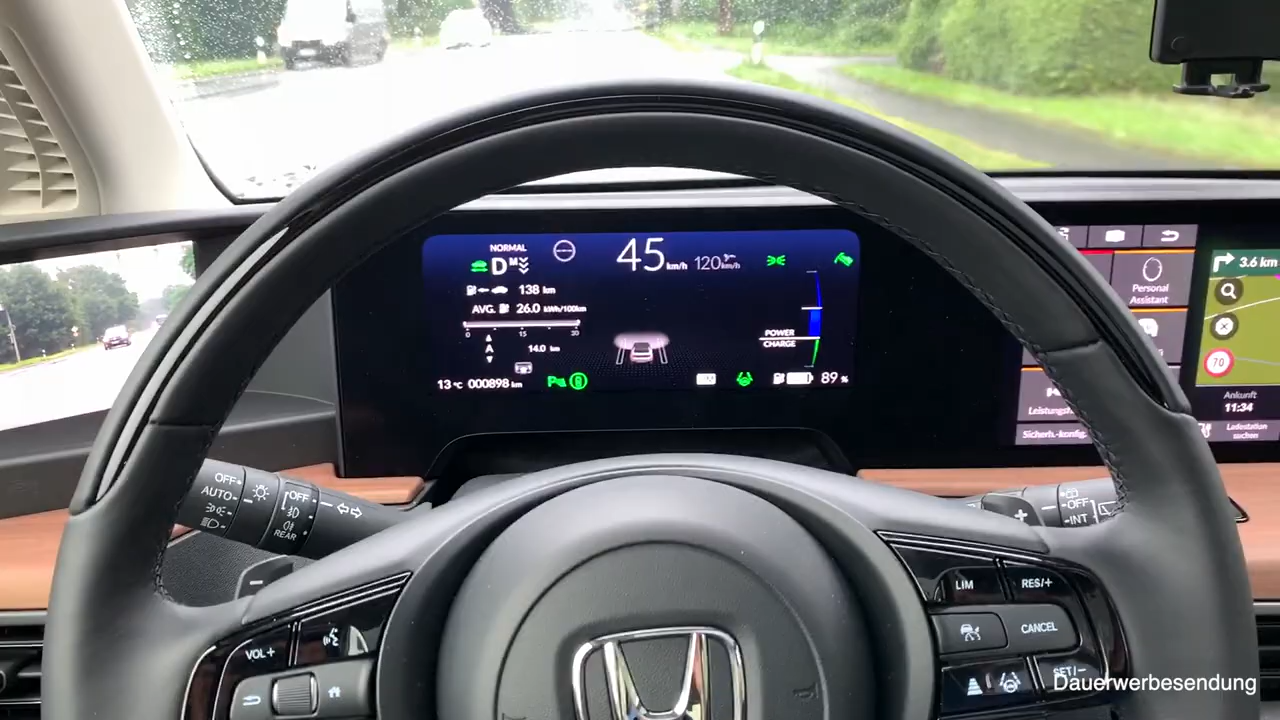 NORMAL
D M
45 km/h 120 km/h
138 km
AVG. 26.0 kWh/100km
0 15 30
A 14.0 km
POWER
CHARGE
13 °C 000898 km
89 %
Personal
Assistant
3.6 km
70
Ankunft
11:34
Ladestation
suchen
Sicherh.-konfig.
OFF
AUTO
OFF
REAR
OFF
INT
+
−
VOL+
LIM
RES/+
CANCEL
SET/−
Dauerwerbesendung